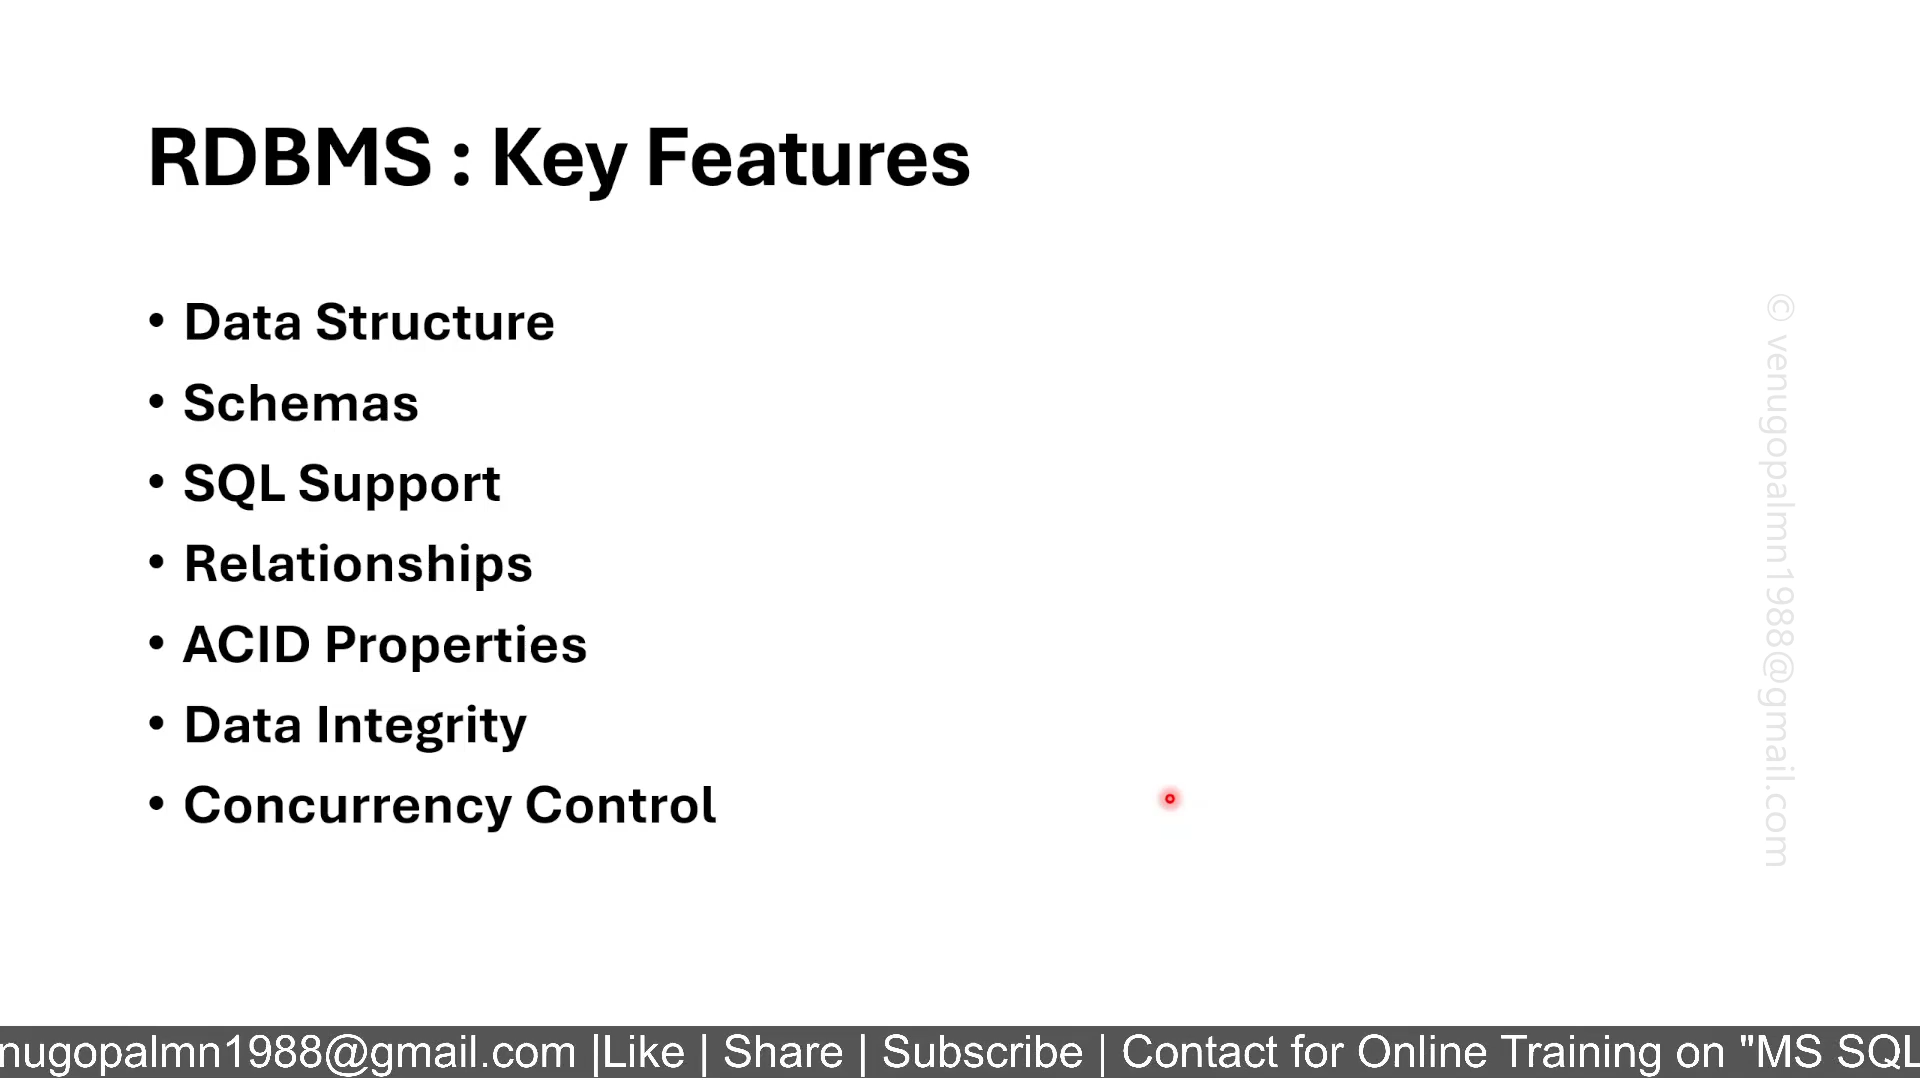 RDBMS : Key Features
• Data Structure
• Schemas
• SQL Support
• Relationships
• ACID Properties
• Data Integrity
• Concurrency Control
© venugopalmn1988@gmail.com
nugopalmn1988@gmail.com |Like | Share | Subscribe | Contact for Online Training on "MS SQL